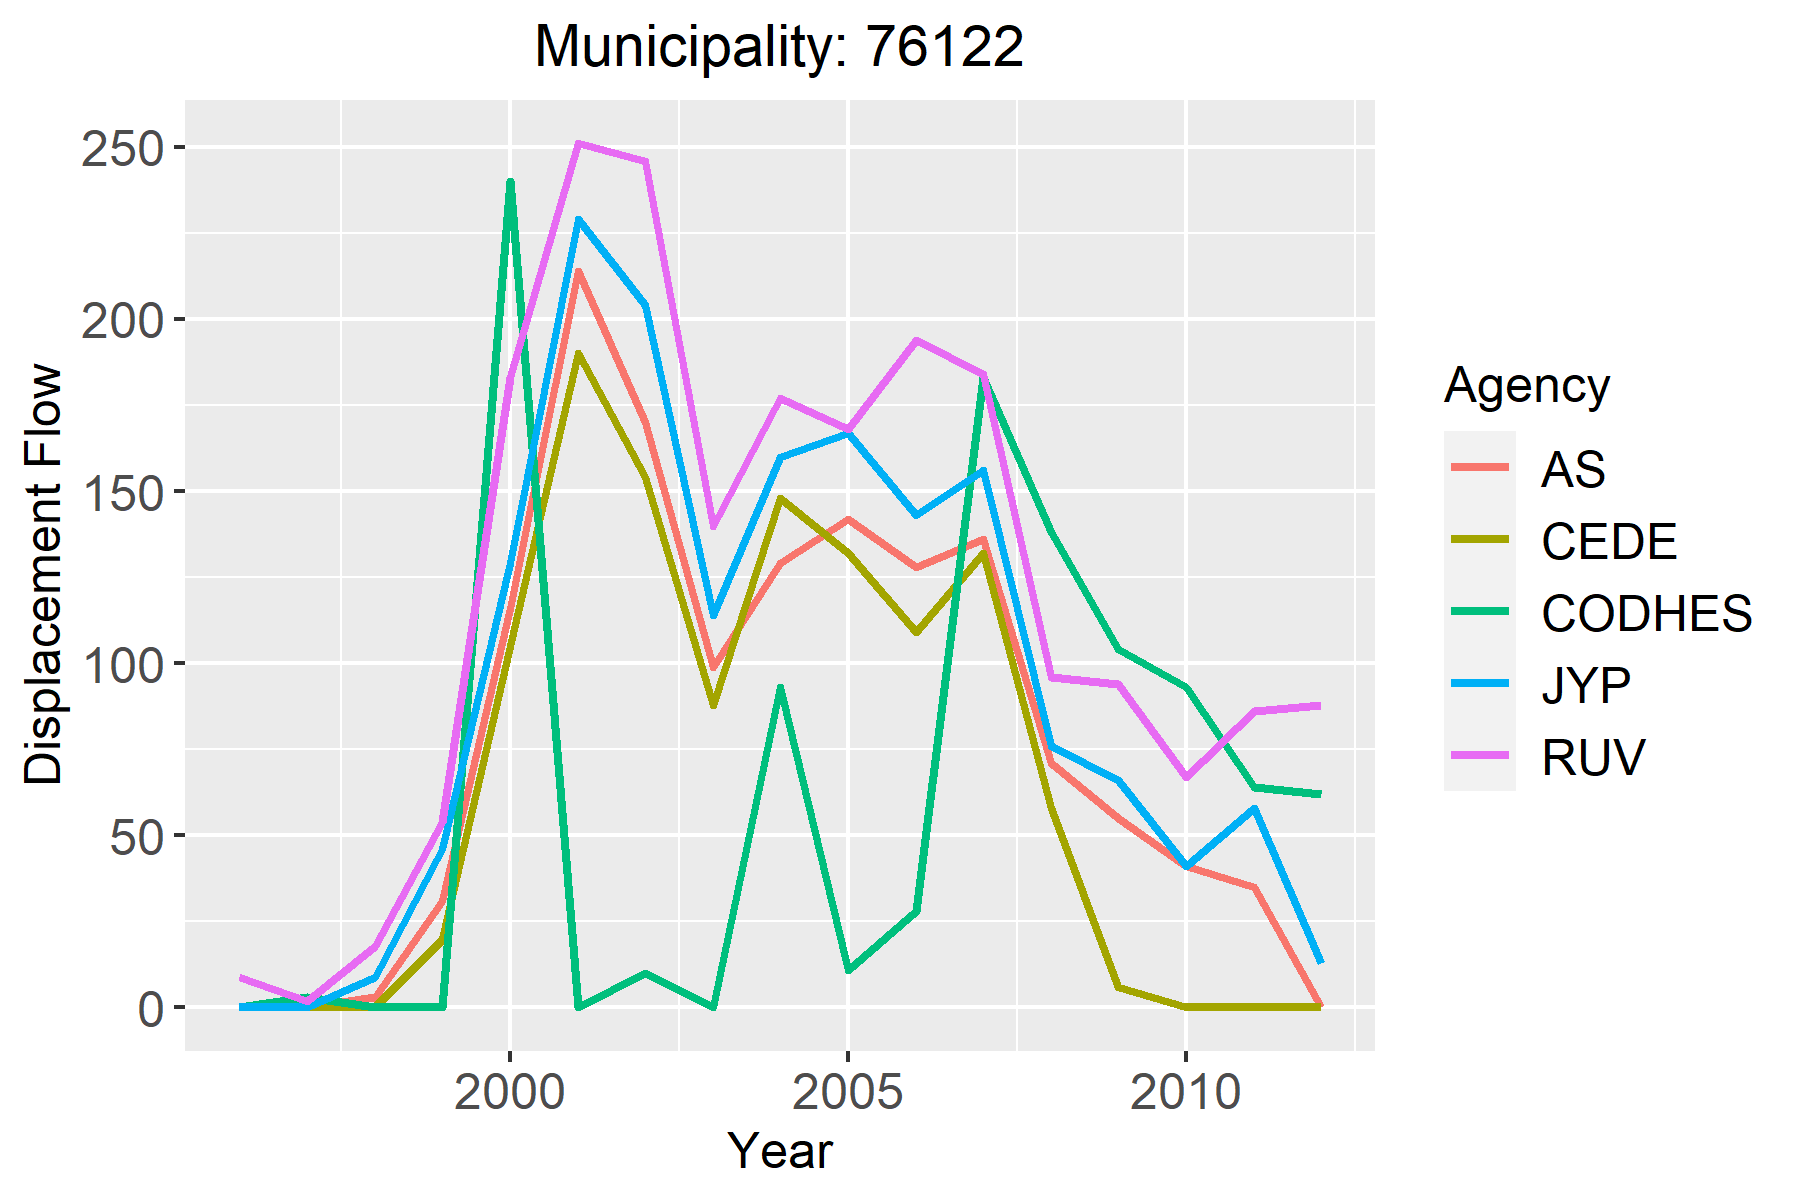 Municipality: 76122
Displacement Flow
250
200
150
100
50
0
2000 2005 2010
Year
Agency
AS
CEDE
CODHES
JYP
RUV